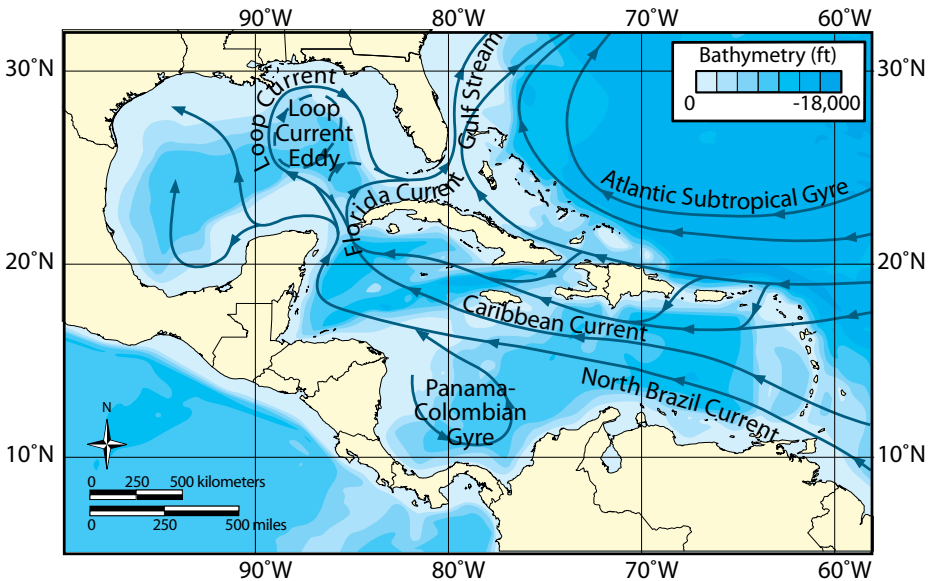 90°W
80°W
70°W
60°W
30°N
30°N
Bathymetry (ft)
0
-18,000
Loop Current
Loop
Current
Eddy
Gulf Stream
Florida Current
Atlantic Subtropical Gyre
20°N
20°N
Caribbean Current
North Brazil Current
Panama-
Colombian
Gyre
N
10°N
10°N
0
250
500 kilometers
0
250
500 miles
90°W
80°W
70°W
60°W